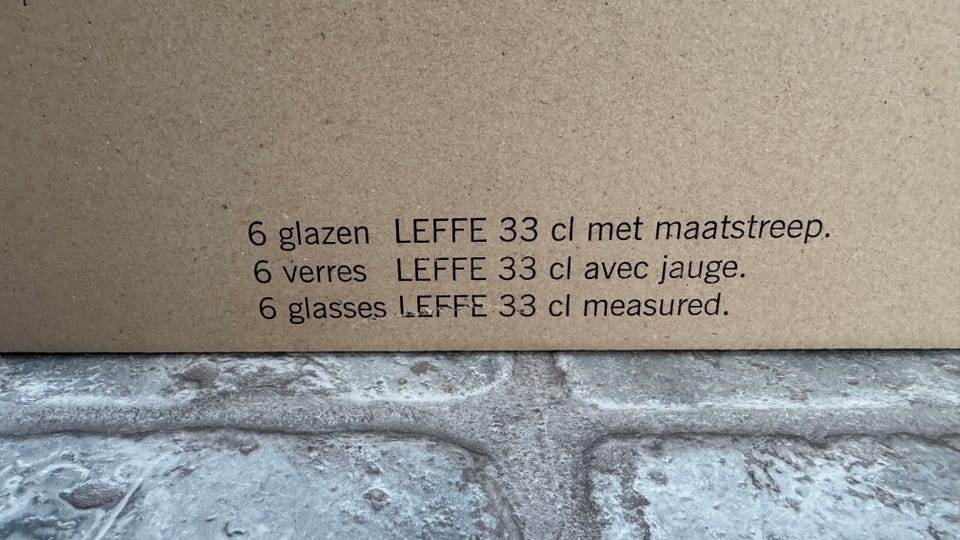 6 glazen LEFFE 33 cl met maatstreep.
6 verres LEFFE 33 cl avec jauge.
6 glasses LEFFE 33 cl measured.